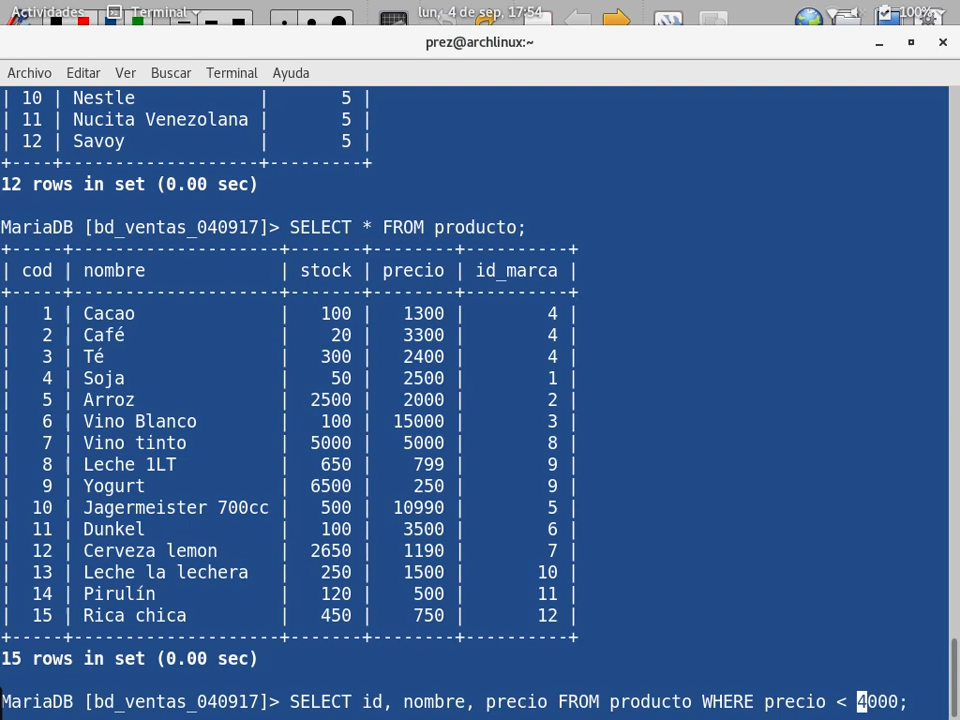 Actividades Terminal lun, 4 de sep, 17:54 100%
prez@archlinux:~
Archivo Editar Ver Buscar Terminal Ayuda
| 10 | Nestle            |       5 |
| 11 | Nucita Venezolana |       5 |
| 12 | Savoy             |       5 |
+----+-------------------+---------+
12 rows in set (0.00 sec)
MariaDB [bd_ventas_040917]> SELECT * FROM producto;
+-----+--------------------+-------+--------+----------+
| cod | nombre             | stock | precio | id_marca |
+-----+--------------------+-------+--------+----------+
|   1 | Cacao              |   100 |   1300 |        4 |
|   2 | Café               |    20 |   3300 |        4 |
|   3 | Té                 |   300 |   2400 |        4 |
|   4 | Soja               |    50 |   2500 |        1 |
|   5 | Arroz              |  2500 |   2000 |        2 |
|   6 | Vino Blanco        |   100 |  15000 |        3 |
|   7 | Vino tinto         |  5000 |   5000 |        8 |
|   8 | Leche 1LT          |   650 |    799 |        9 |
|   9 | Yogurt             |  6500 |    250 |        9 |
|  10 | Jagermeister 700cc |   500 |  10990 |        5 |
|  11 | Dunkel             |   100 |   3500 |        6 |
|  12 | Cerveza lemon      |  2650 |   1190 |        7 |
|  13 | Leche la lechera   |   250 |   1500 |       10 |
|  14 | Pirulín            |   120 |    500 |       11 |
|  15 | Rica chica         |   450 |    750 |       12 |
+-----+--------------------+-------+--------+----------+
15 rows in set (0.00 sec)
MariaDB [bd_ventas_040917]> SELECT id, nombre, precio FROM producto WHERE precio < 4000;